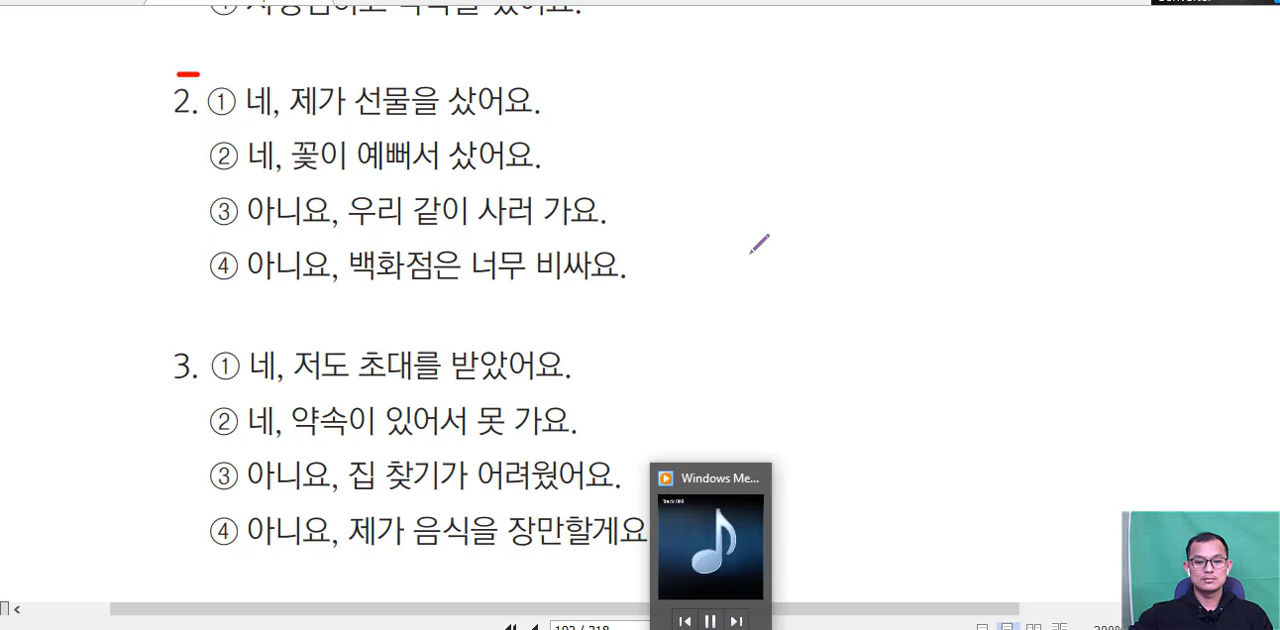 2. ① 네, 제가 선물을 샀어요.
② 네, 꽃이 예뻐서 샀어요.
③ 아니요, 우리 같이 사러 가요.
④ 아니요, 백화점은 너무 비싸요.
3. ① 네, 저도 초대를 받았어요.
② 네, 약속이 있어서 못 가요.
③ 아니요, 집 찾기가 어려웠어요.
④ 아니요, 제가 음식을 장만할게요
Windows Me...
192 / 318
200%